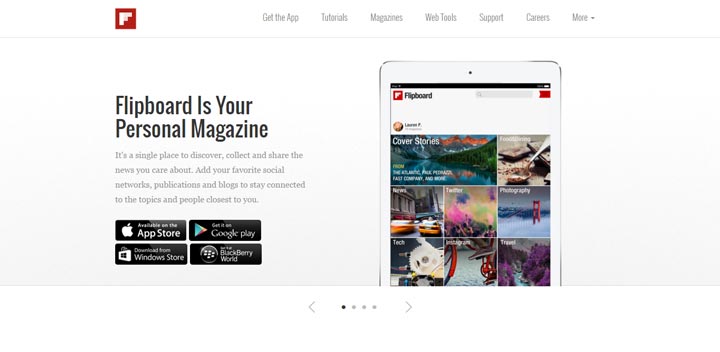 Get the App
Tutorials
Magazines
Web Tools
Support
Careers
More
Flipboard Is Your
Personal Magazine
It's a single place to discover, collect and share the
news you care about. Add your favorite social
networks, publications and blogs to stay connected
to the topics and people closest to you.
Available on the
App Store
Get it on
Google play
Download from
Windows Store
BlackBerry
World
Flipboard
Lauren P.
Cover Stories
FROM
THE ATLANTIC, PAUL PEDRAZZI,
FAST COMPANY, AND MORE
Food&Dining
News
Twitter
Photography
Tech
Instagram
Travel